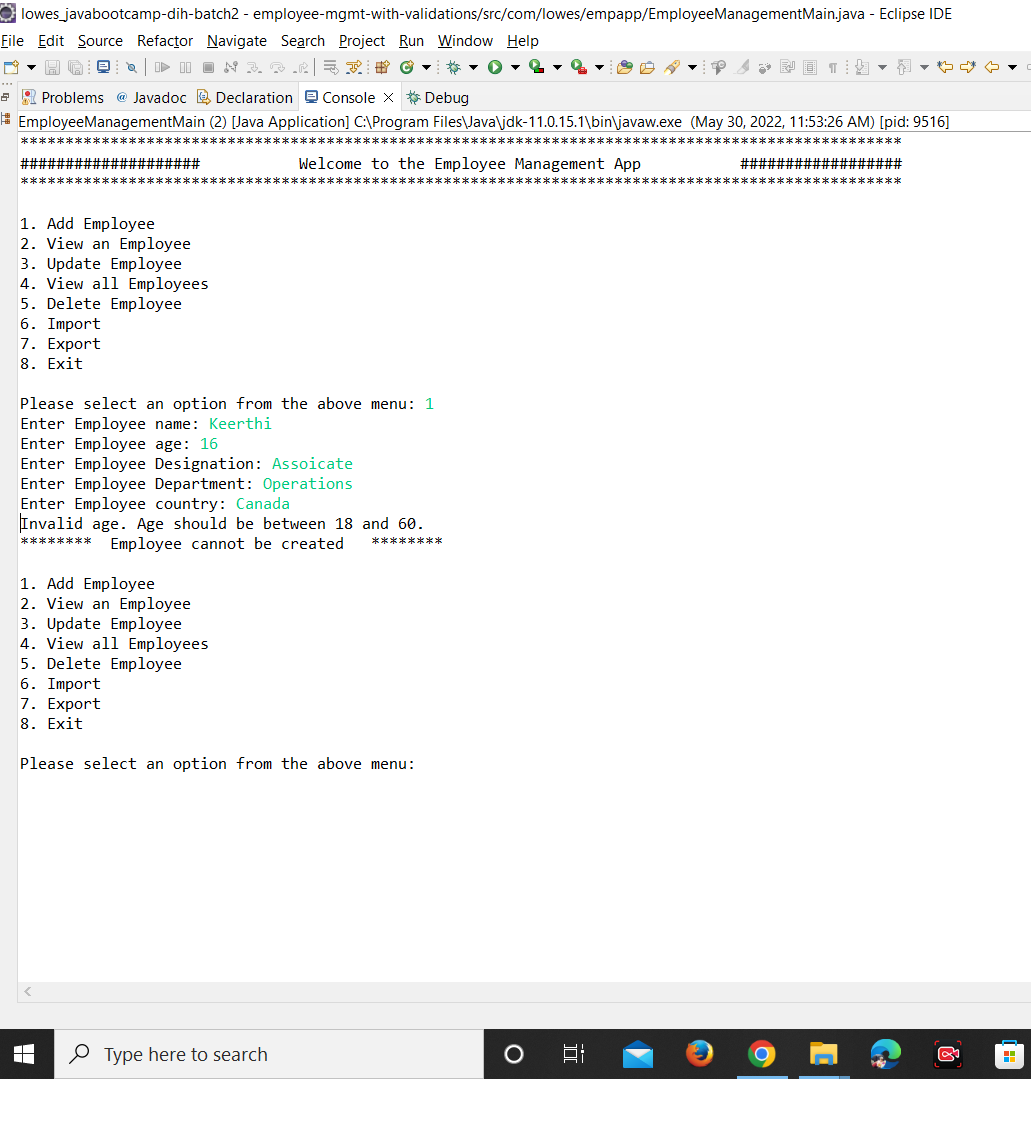 lowes_javabootcamp-dih-batch2 - employee-mgmt-with-validations/src/com/lowes/empapp/EmployeeManagementMain.java - Eclipse IDE
File Edit Source Refactor Navigate Search Project Run Window Help
Problems @ Javadoc Declaration Console Debug
EmployeeManagementMain (2) [Java Application] C:\Program Files\Java\jdk-11.0.15.1\bin\javaw.exe (May 30, 2022, 11:53:26 AM) [pid: 9516]
**************************************************************************************************
#################### Welcome to the Employee Management App ##################
**************************************************************************************************
1. Add Employee
2. View an Employee
3. Update Employee
4. View all Employees
5. Delete Employee
6. Import
7. Export
8. Exit
Please select an option from the above menu: 1
Enter Employee name: Keerthi
Enter Employee age: 16
Enter Employee Designation: Assoicate
Enter Employee Department: Operations
Enter Employee country: Canada
Invalid age. Age should be between 18 and 60.
******** Employee cannot be created ********
1. Add Employee
2. View an Employee
3. Update Employee
4. View all Employees
5. Delete Employee
6. Import
7. Export
8. Exit
Please select an option from the above menu:
Type here to search